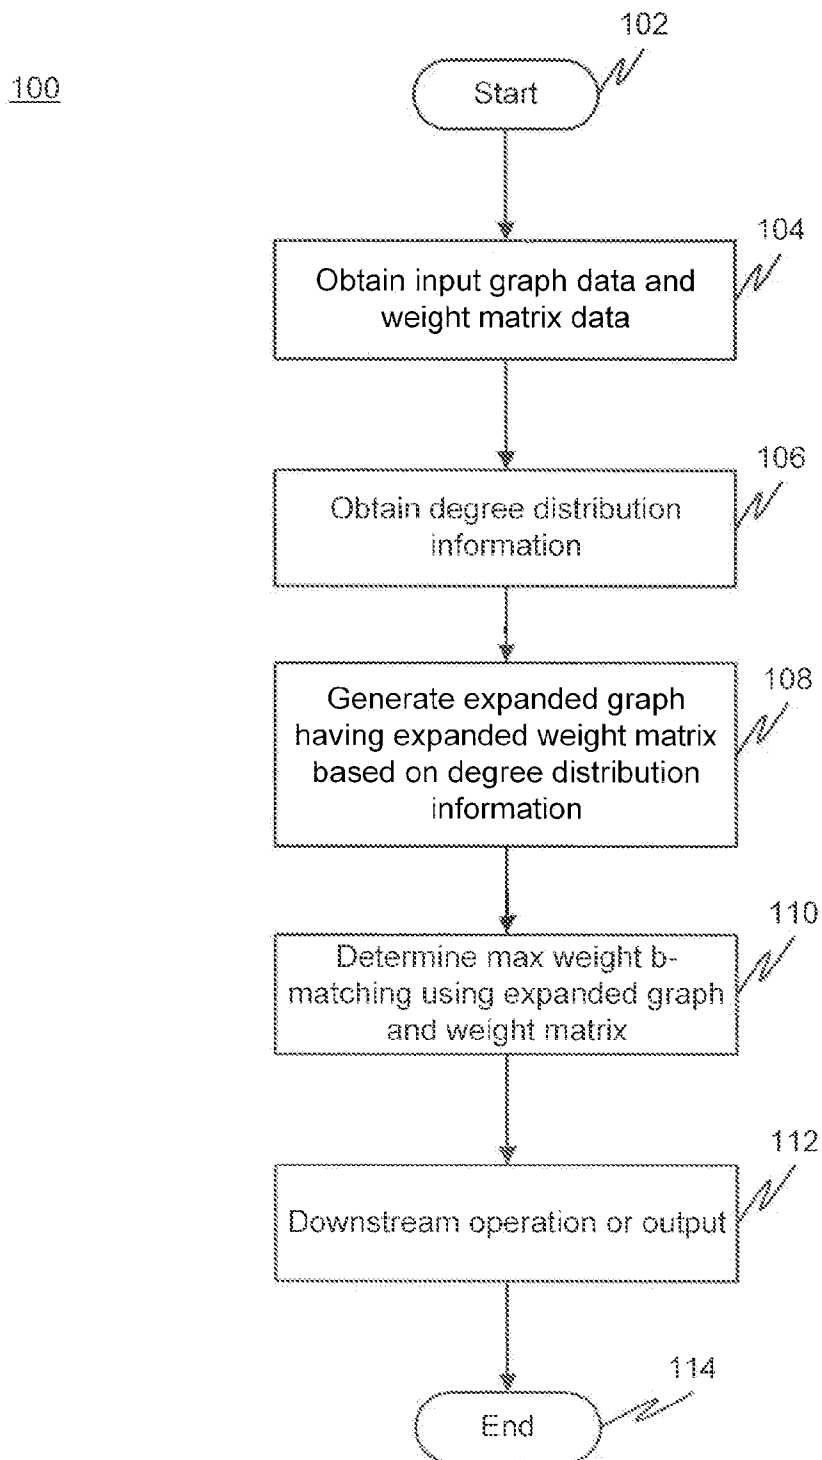 102
100
Start
104
Obtain input graph data and
weight matrix data
106
Obtain degree distribution
information
108
Generate expanded graph
having expanded weight matrix
based on degree distribution
information
110
Determine max weight b-
matching using expanded graph
and weight matrix
112
Downstream operation or output
114
End